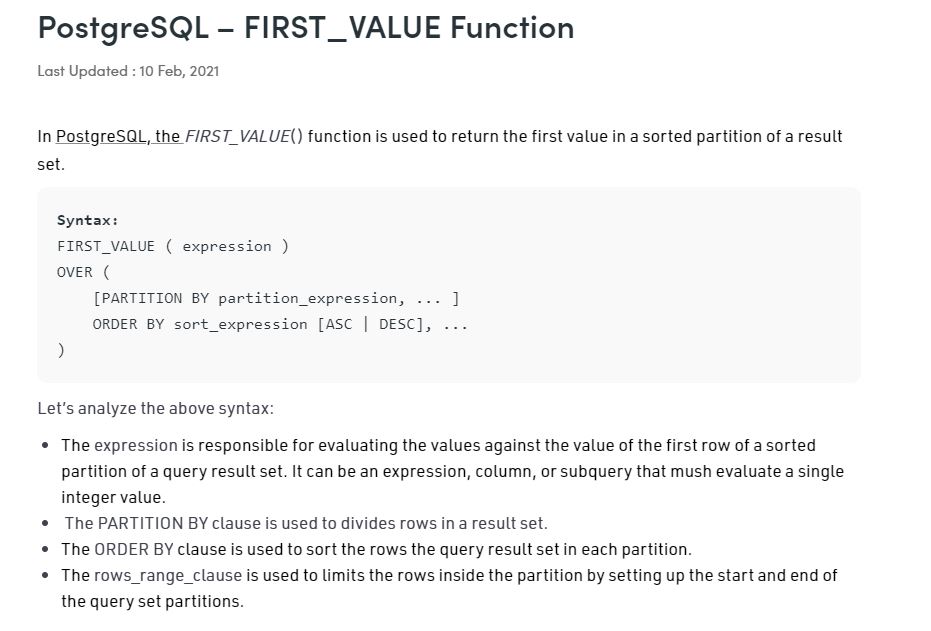 PostgreSQL – FIRST_VALUE Function
Last Updated : 10 Feb, 2021
In PostgreSQL, the FIRST_VALUE() function is used to return the first value in a sorted partition of a result
set.
Syntax:
FIRST_VALUE ( expression )
OVER (
    [PARTITION BY partition_expression, ... ]
    ORDER BY sort_expression [ASC | DESC], ...
)
Let's analyze the above syntax:
• The expression is responsible for evaluating the values against the value of the first row of a sorted
partition of a query result set. It can be an expression, column, or subquery that mush evaluate a single
integer value.
• The PARTITION BY clause is used to divides rows in a result set.
• The ORDER BY clause is used to sort the rows the query result set in each partition.
• The rows_range_clause is used to limits the rows inside the partition by setting up the start and end of
the query set partitions.